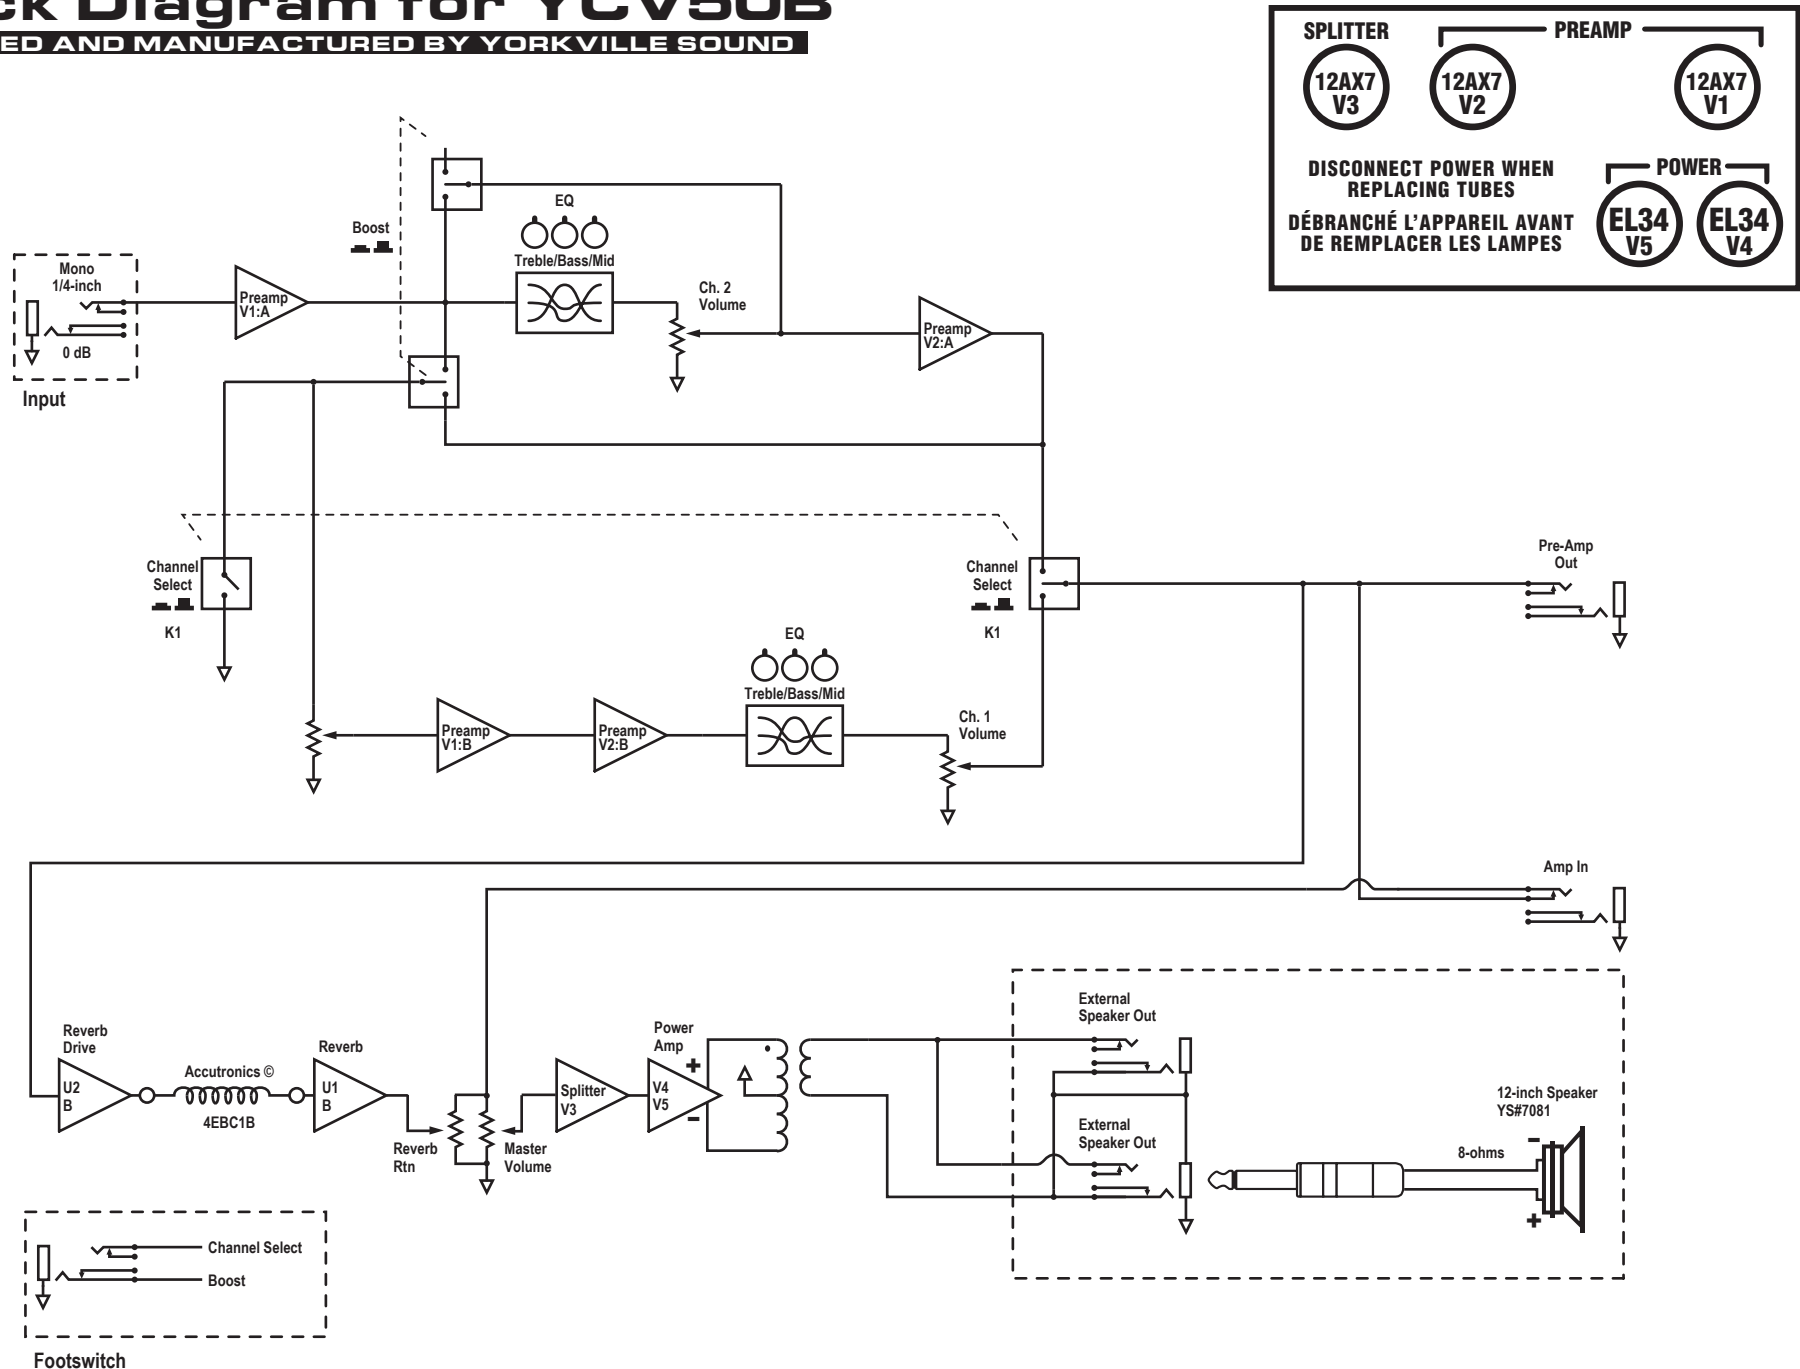 ck Diagram for YCV50B
ED AND MANUFACTURED BY YORKVILLE SOUND
SPLITTER
PREAMP
12AX7
V3
12AX7
V2
12AX7
V1
DISCONNECT POWER WHEN
REPLACING TUBES
DÉBRANCHÉ L'APPAREIL AVANT
DE REMPLACER LES LAMPES
POWER
EL34
V5
EL34
V4
Mono
1/4-inch
0 dB
Input
Preamp
V1:A
Boost
EQ
Treble/Bass/Mid
Ch. 2
Volume
Preamp
V2:A
Channel
Select
K1
Channel
Select
K1
Pre-Amp
Out
Preamp
V1:B
Preamp
V2:B
EQ
Treble/Bass/Mid
Ch. 1
Volume
Amp In
Reverb
Drive
U2
B
Accutronics ©
4EBC1B
Reverb
U1
B
Reverb
Rtn
Master
Volume
Splitter
V3
Power
Amp
V4
V5
+
-
External
Speaker Out
External
Speaker Out
12-inch Speaker
YS#7081
8-ohms
-
+
Channel Select
Boost
Footswitch